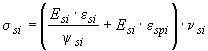 σ_si = (E_si · ε_si / ψ_si + E_si · ε_spi) · ν_si